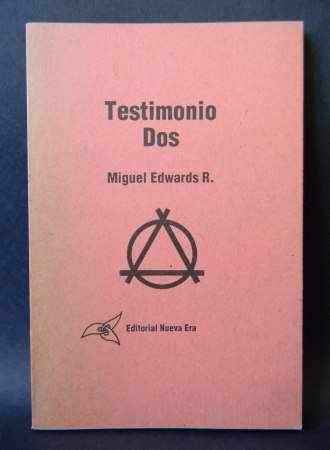 Testimonio
Dos
Miguel Edwards R.
Editorial Nueva Era